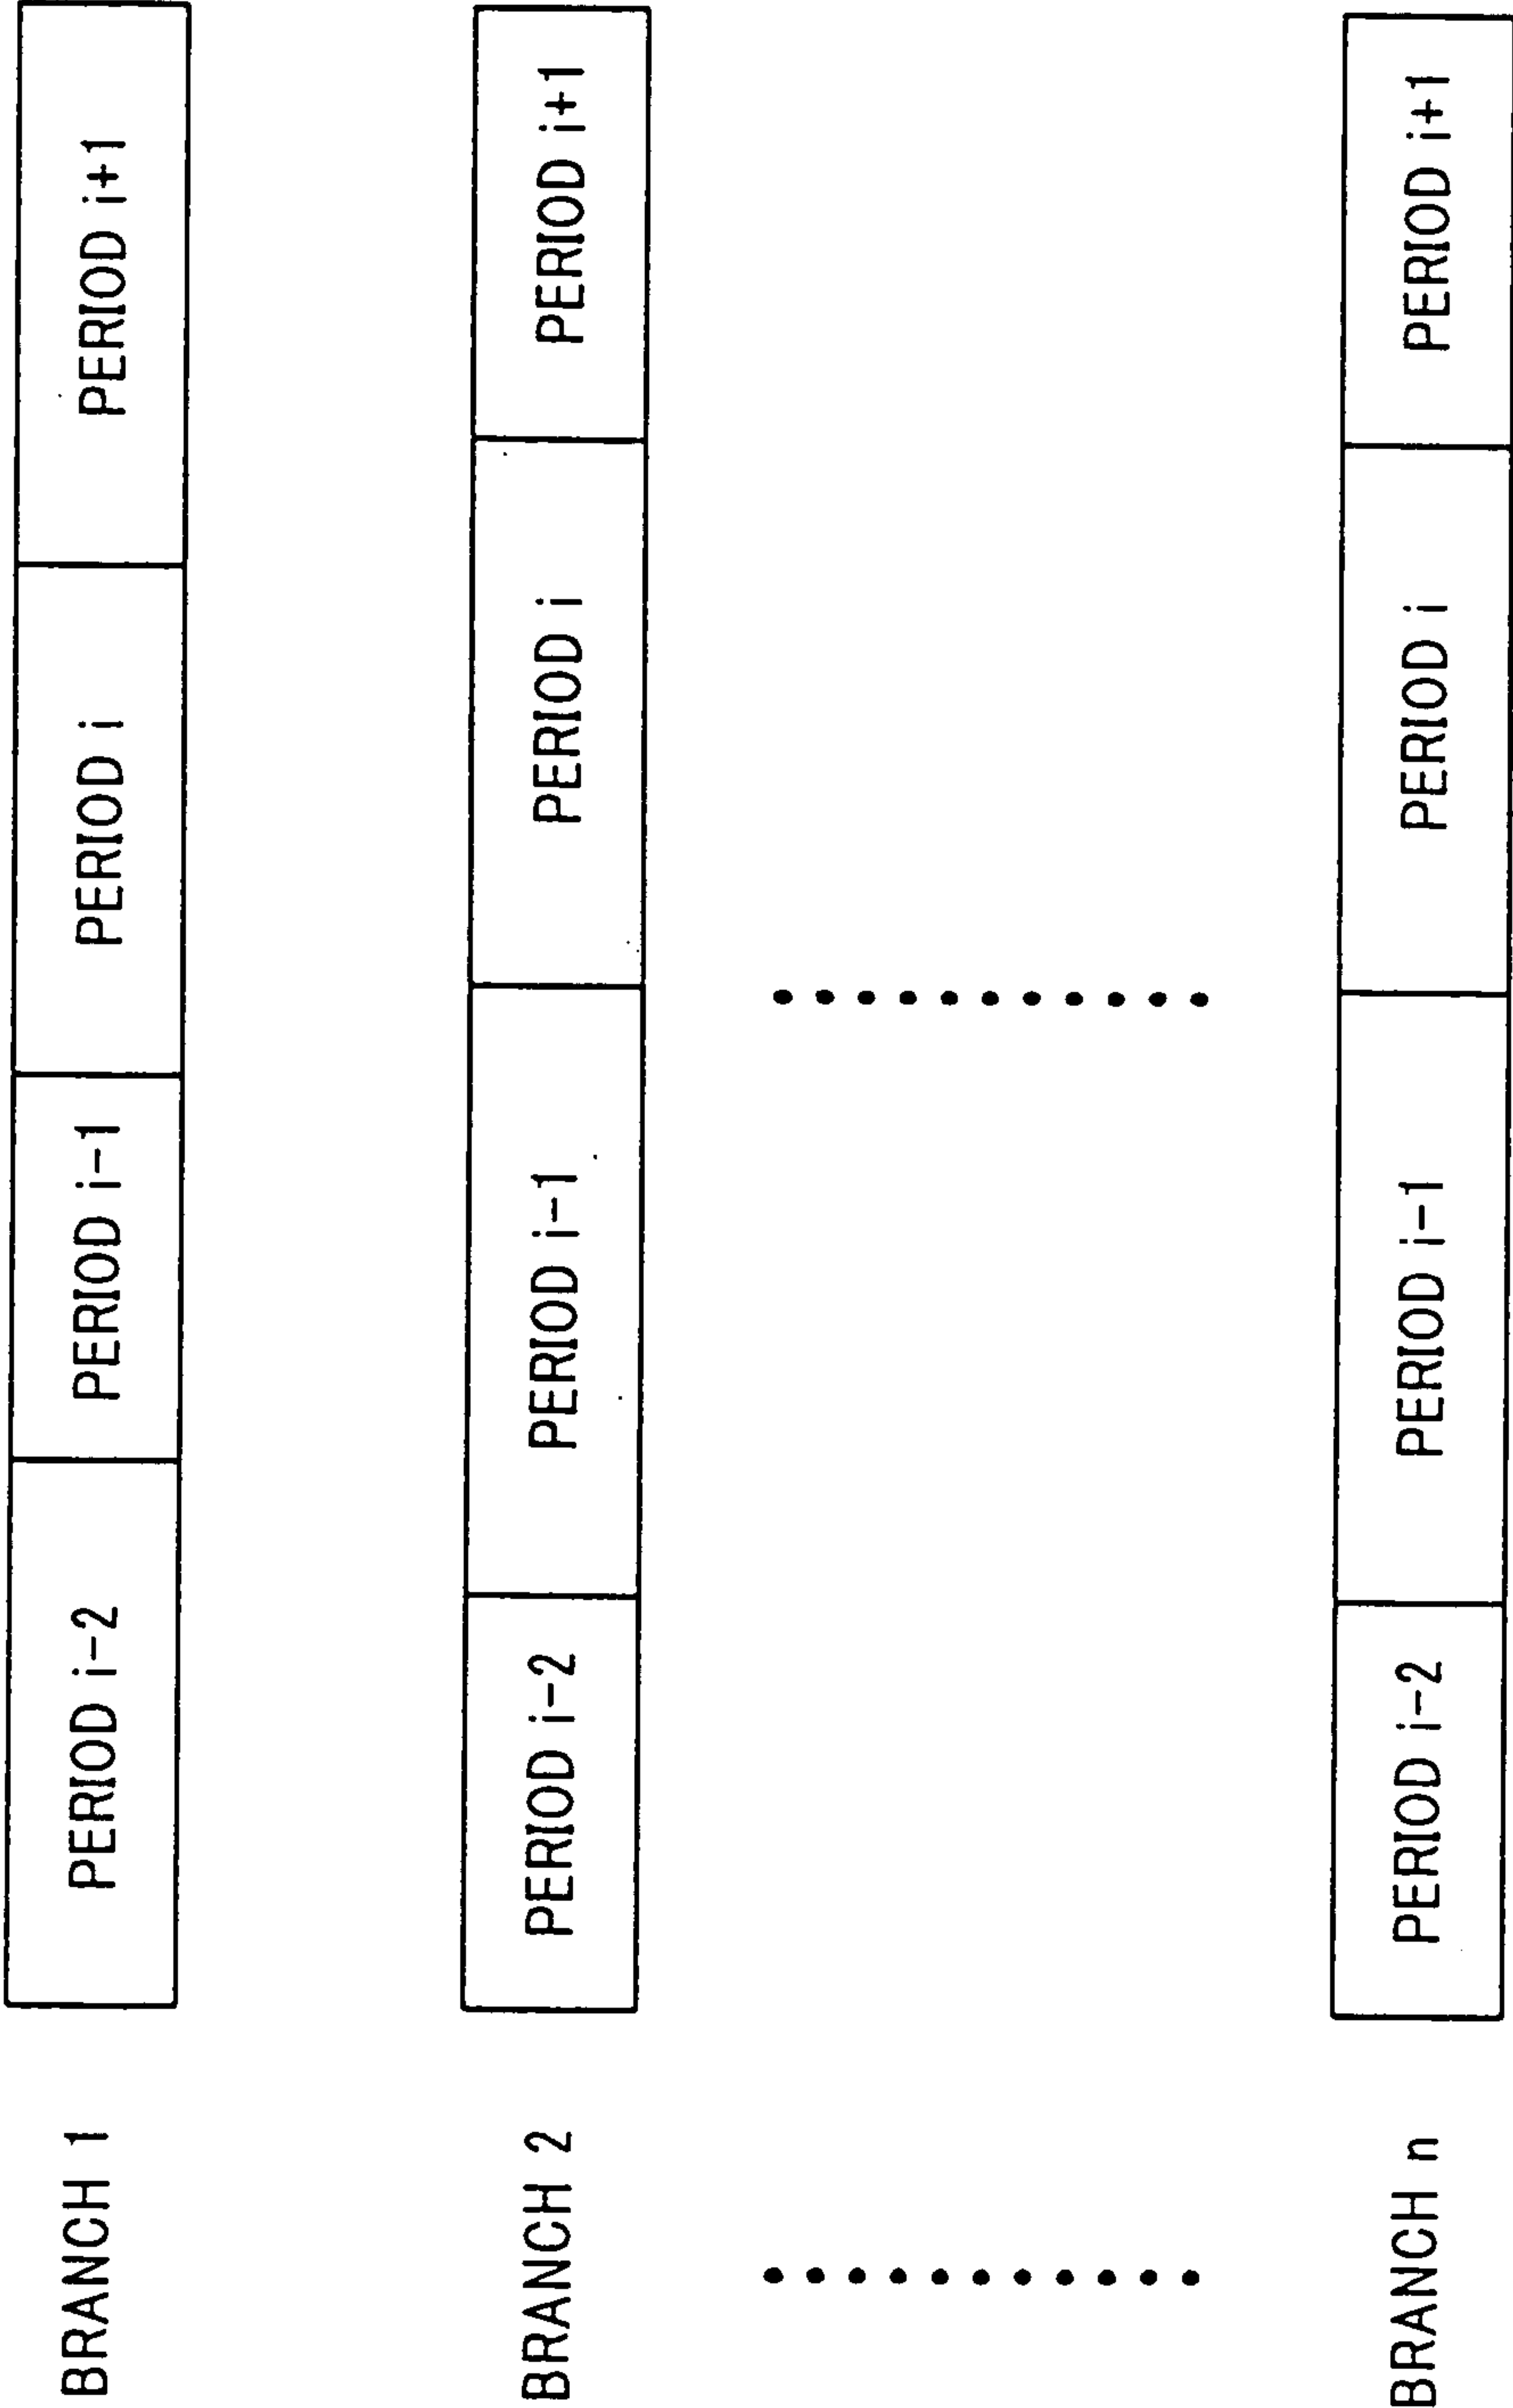 BRANCH 1
PERIOD i-2
PERIOD i-1
PERIOD i
PERIOD i+1
BRANCH 2
PERIOD i-2
PERIOD i-1
PERIOD i
PERIOD i+1
BRANCH n
PERIOD i-2
PERIOD i-1
PERIOD i
PERIOD i+1